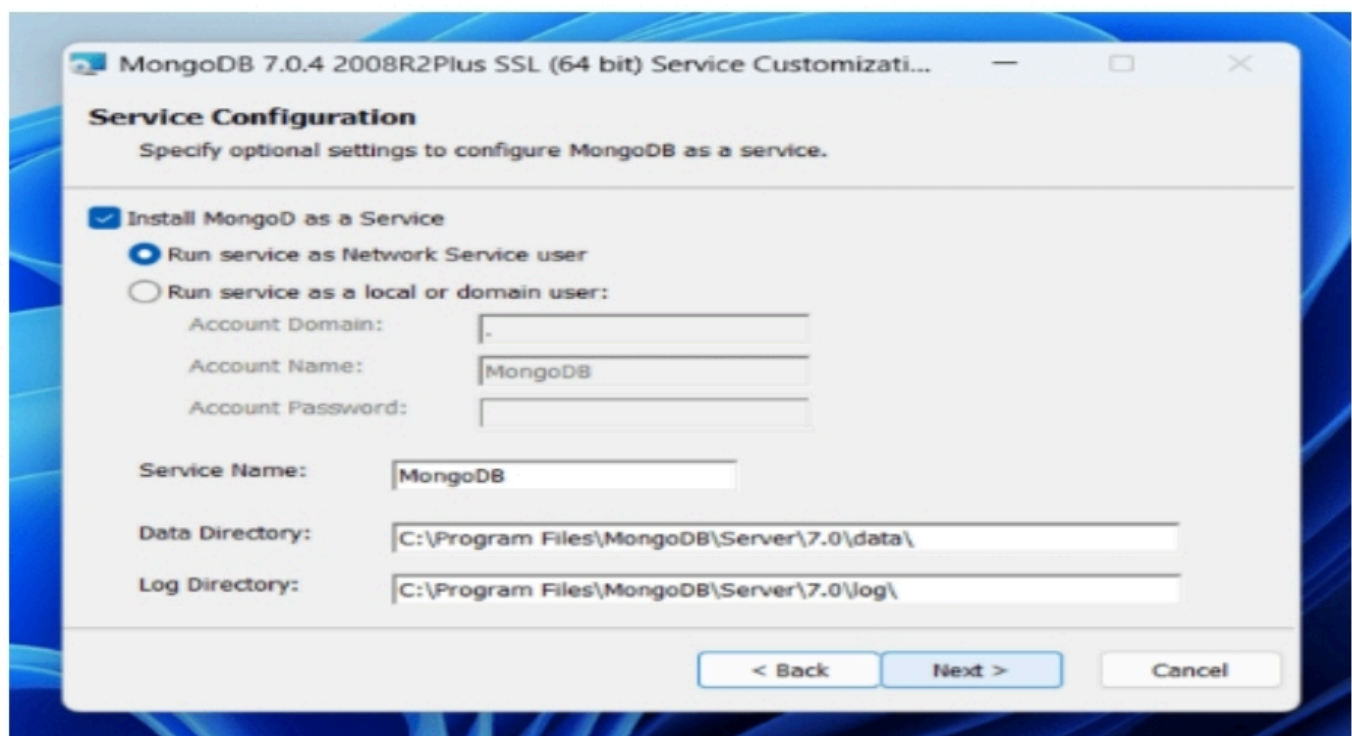 MongoDB 7.0.4 2008R2Plus SSL (64 bit) Service Customizati...
Service Configuration
Specify optional settings to configure MongoDB as a service.
Install MongoD as a Service
Run service as Network Service user
Run service as a local or domain user:
Account Domain: .
Account Name: MongoDB
Account Password:
Service Name: MongoDB
Data Directory: C:\Program Files\MongoDB\Server\7.0\data\
Log Directory: C:\Program Files\MongoDB\Server\7.0\log\
< Back Next > Cancel